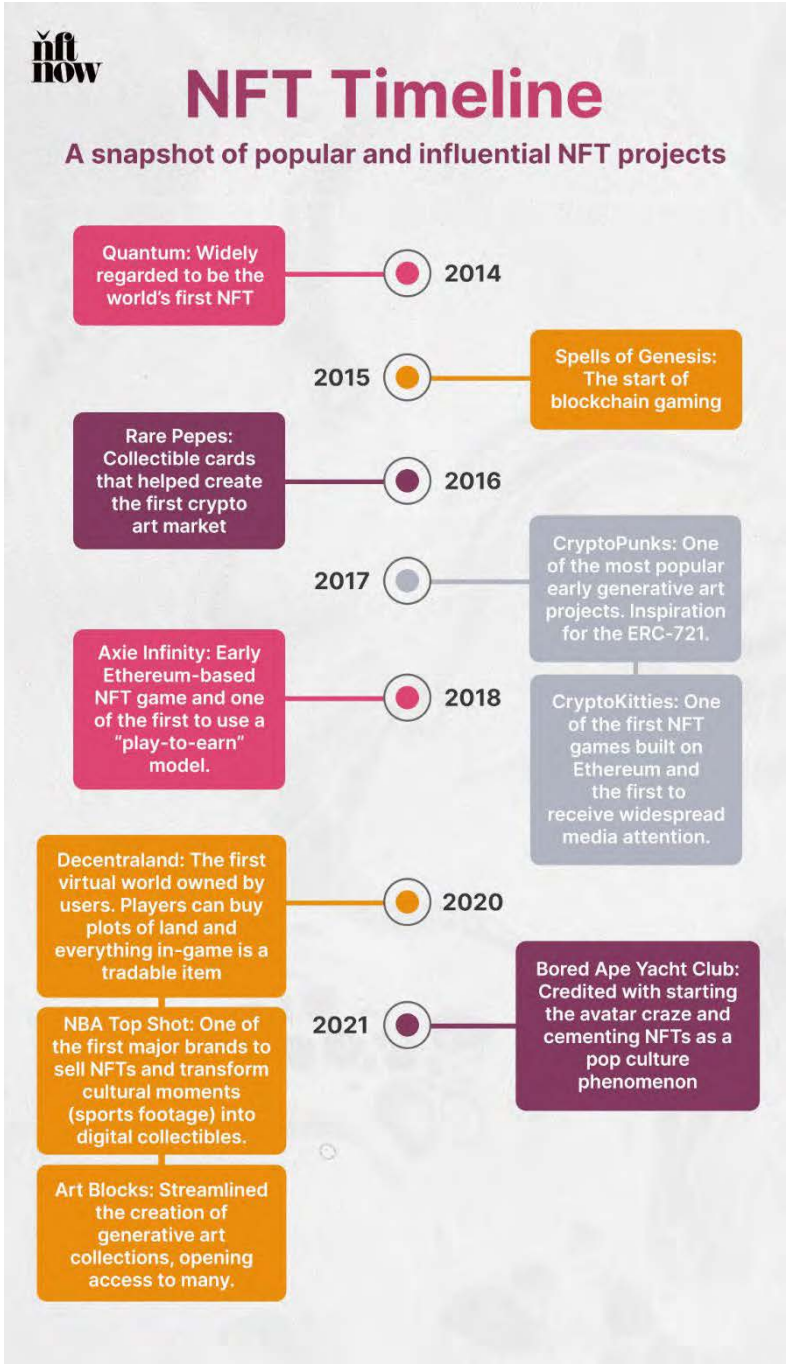 nft
now
NFT Timeline
A snapshot of popular and influential NFT projects
Quantum: Widely
regarded to be the
world's first NFT
2014
2015
Spells of Genesis:
The start of
blockchain gaming
Rare Pepes:
Collectible cards
that helped create
the first crypto
art market
2016
2017
CryptoPunks: One
of the most popular
early generative art
projects. Inspiration
for the ERC-721.
Axie Infinity: Early
Ethereum-based
NFT game and one
of the first to use a
“play-to-earn”
model.
2018
CryptoKitties: One
of the first NFT
games built on
Ethereum and
the first to
receive widespread
media attention.
Decentraland: The first
virtual world owned by
users. Players can buy
plots of land and
everything in-game is a
tradable item
2020
NBA Top Shot: One of
the first major brands to
sell NFTs and transform
cultural moments
(sports footage) into
digital collectibles.
Art Blocks: Streamlined
the creation of
generative art
collections, opening
access to many.
2021
Bored Ape Yacht Club:
Credited with starting
the avatar craze and
cementing NFTs as a
pop culture
phenomenon